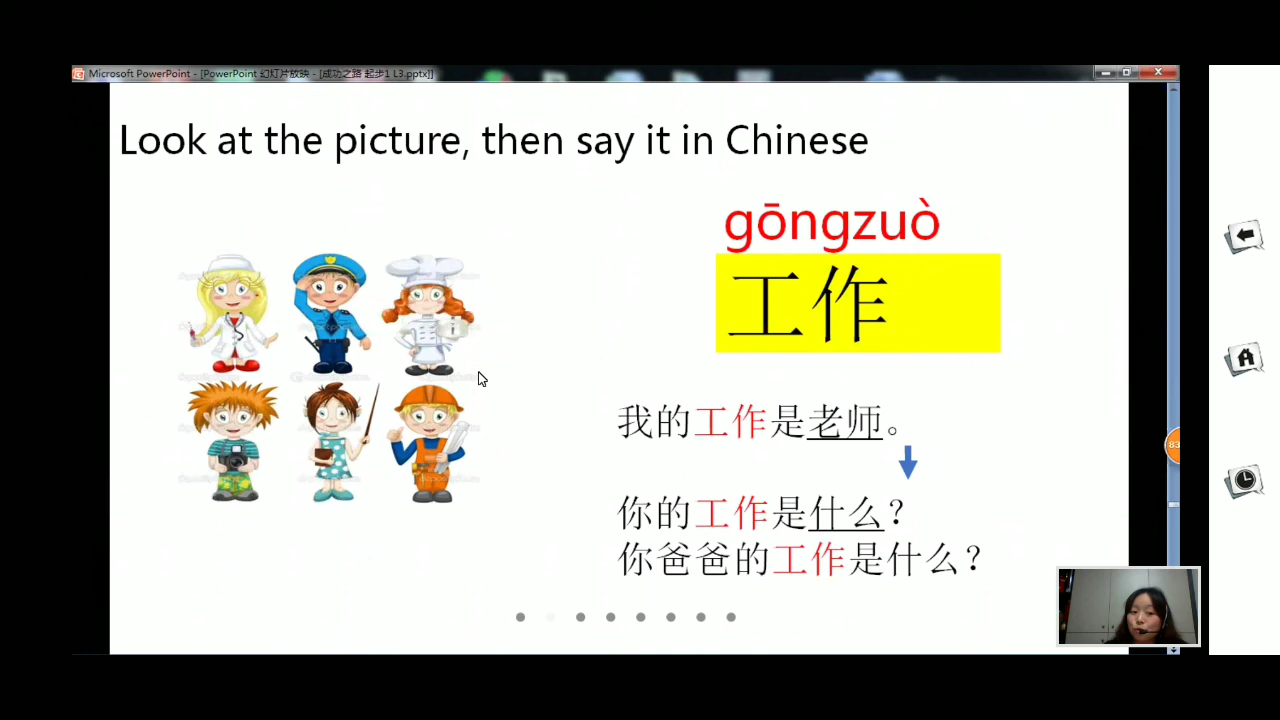 Microsoft PowerPoint - [PowerPoint 幻灯片放映 - [成功之路 起步1 L3.pptx]]
Look at the picture, then say it in Chinese
gōngzuò
工作
我的工作是老师。
你的工作是什么?
你爸爸的工作是什么?
83